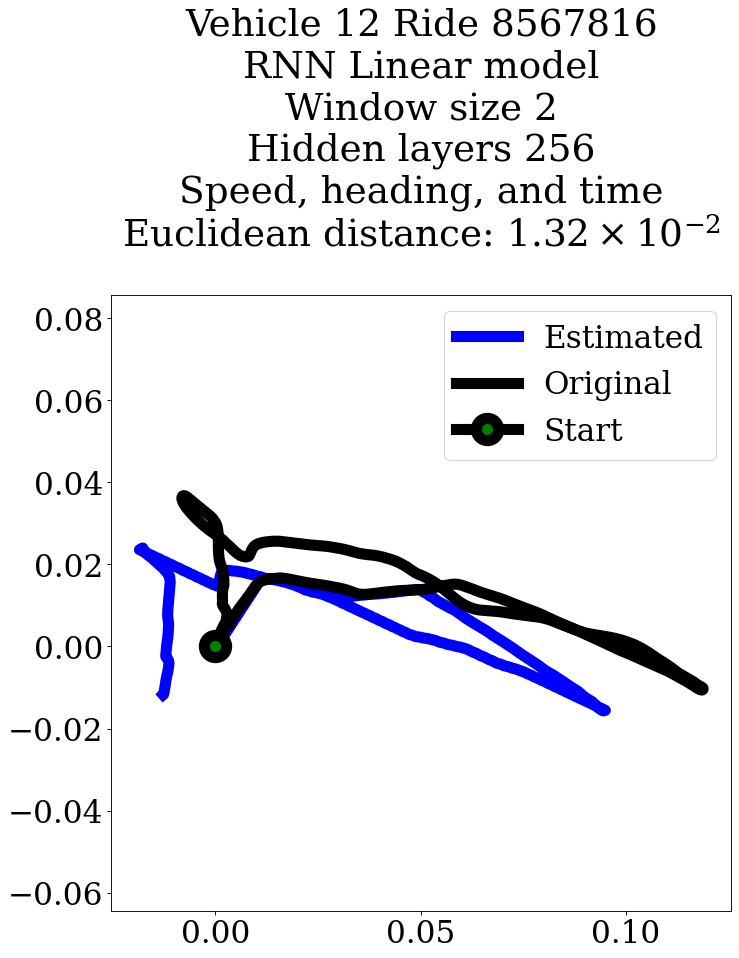 Vehicle 12 Ride 8567816
RNN Linear model
Window size 2
Hidden layers 256
Speed, heading, and time
Euclidean distance: 1.32 × 10⁻²
Estimated
Original
Start
0.08
0.06
0.04
0.02
0.00
−0.02
−0.04
−0.06
0.00 0.05 0.10